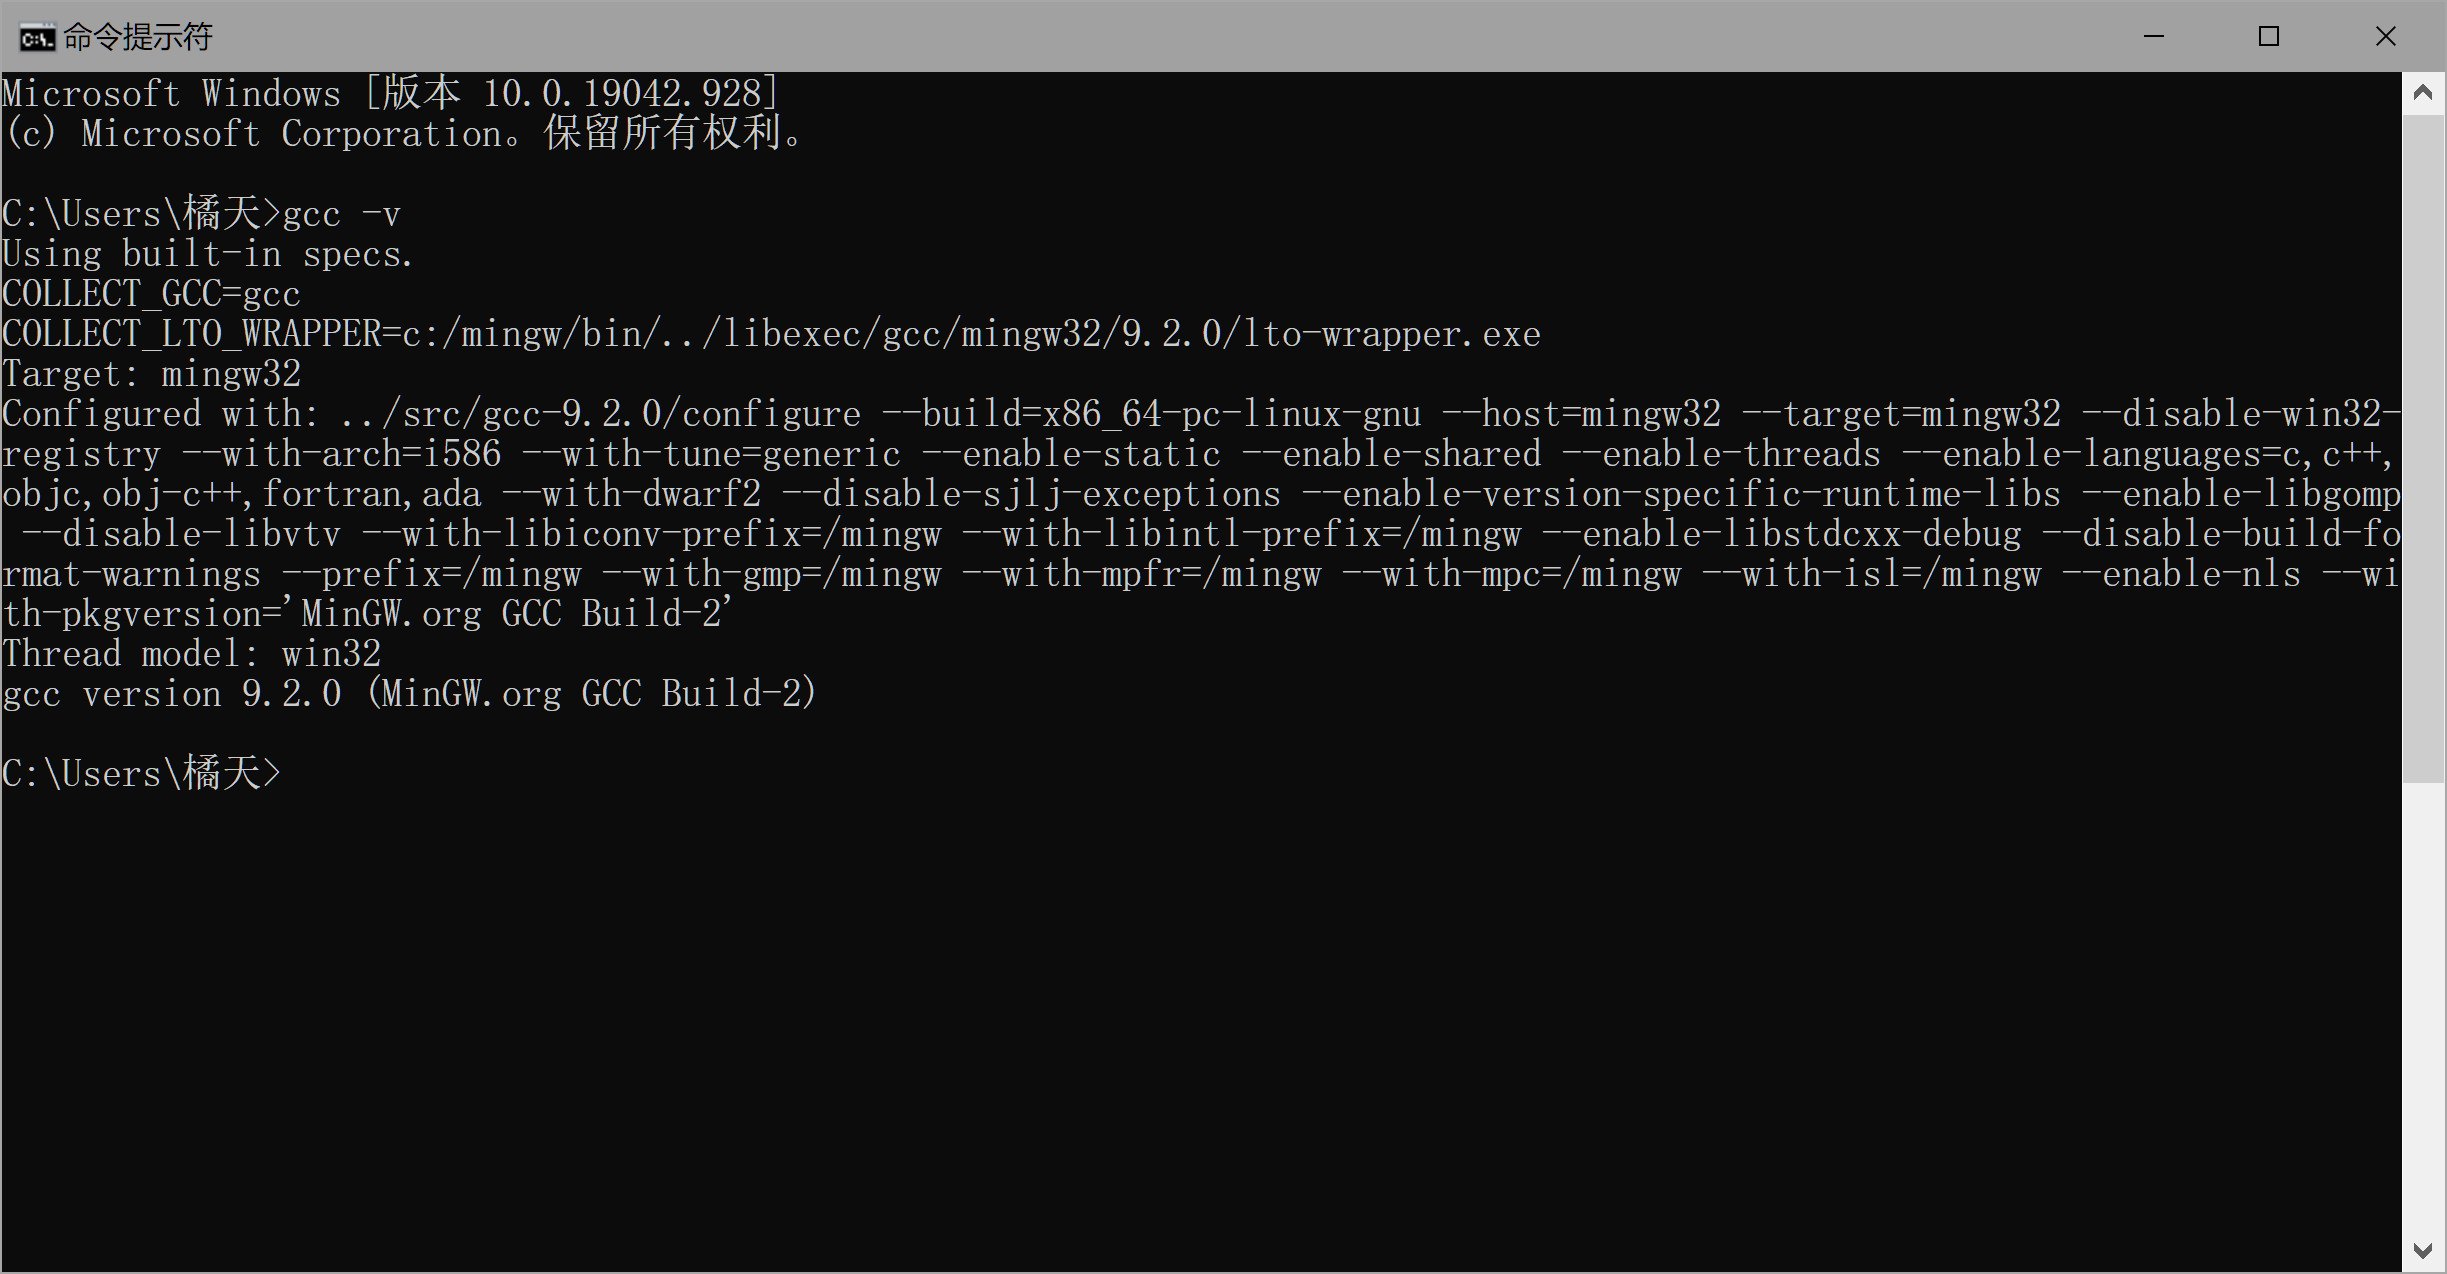 命令提示符
Microsoft Windows [版本 10.0.19042.928]
(c) Microsoft Corporation。保留所有权利。
C:\Users\橘天>gcc -v
Using built-in specs.
COLLECT_GCC=gcc
COLLECT_LTO_WRAPPER=c:/mingw/bin/../libexec/gcc/mingw32/9.2.0/lto-wrapper.exe
Target: mingw32
Configured with: ../src/gcc-9.2.0/configure --build=x86_64-pc-linux-gnu --host=mingw32 --target=mingw32 --disable-win32-
registry --with-arch=i586 --with-tune=generic --enable-static --enable-shared --enable-threads --enable-languages=c,c++,
objc,obj-c++,fortran,ada --with-dwarf2 --disable-sjlj-exceptions --enable-version-specific-runtime-libs --enable-libgomp
 --disable-libvtv --with-libiconv-prefix=/mingw --with-libintl-prefix=/mingw --enable-libstdcxx-debug --disable-build-fo
rmat-warnings --prefix=/mingw --with-gmp=/mingw --with-mpfr=/mingw --with-mpc=/mingw --with-isl=/mingw --enable-nls --wi
th-pkgversion='MinGW.org GCC Build-2'
Thread model: win32
gcc version 9.2.0 (MinGW.org GCC Build-2)
C:\Users\橘天>